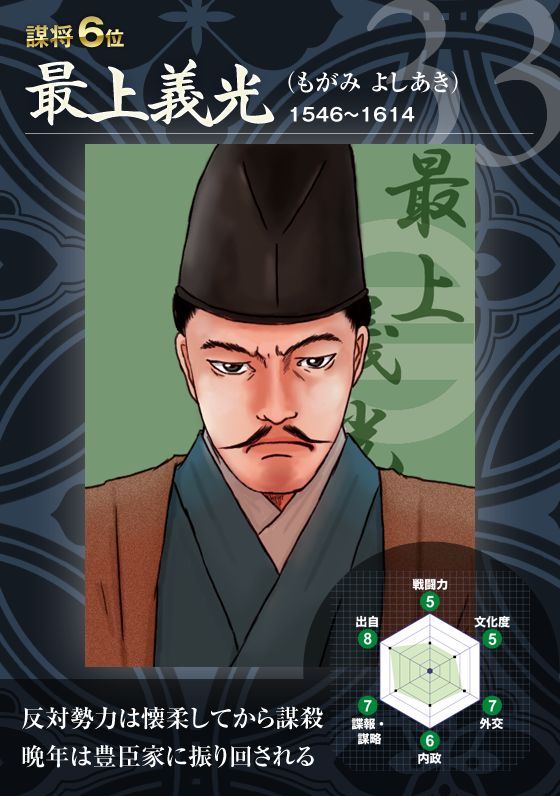 33
謀将6位
最上義光
(もがみ よしあき)
1546~1614
最上義光
戦闘力
5
文化度
5
外交
7
内政
6
諜報・
謀略
7
出自
8
反対勢力は懐柔してから謀殺
晩年は豊臣家に振り回される